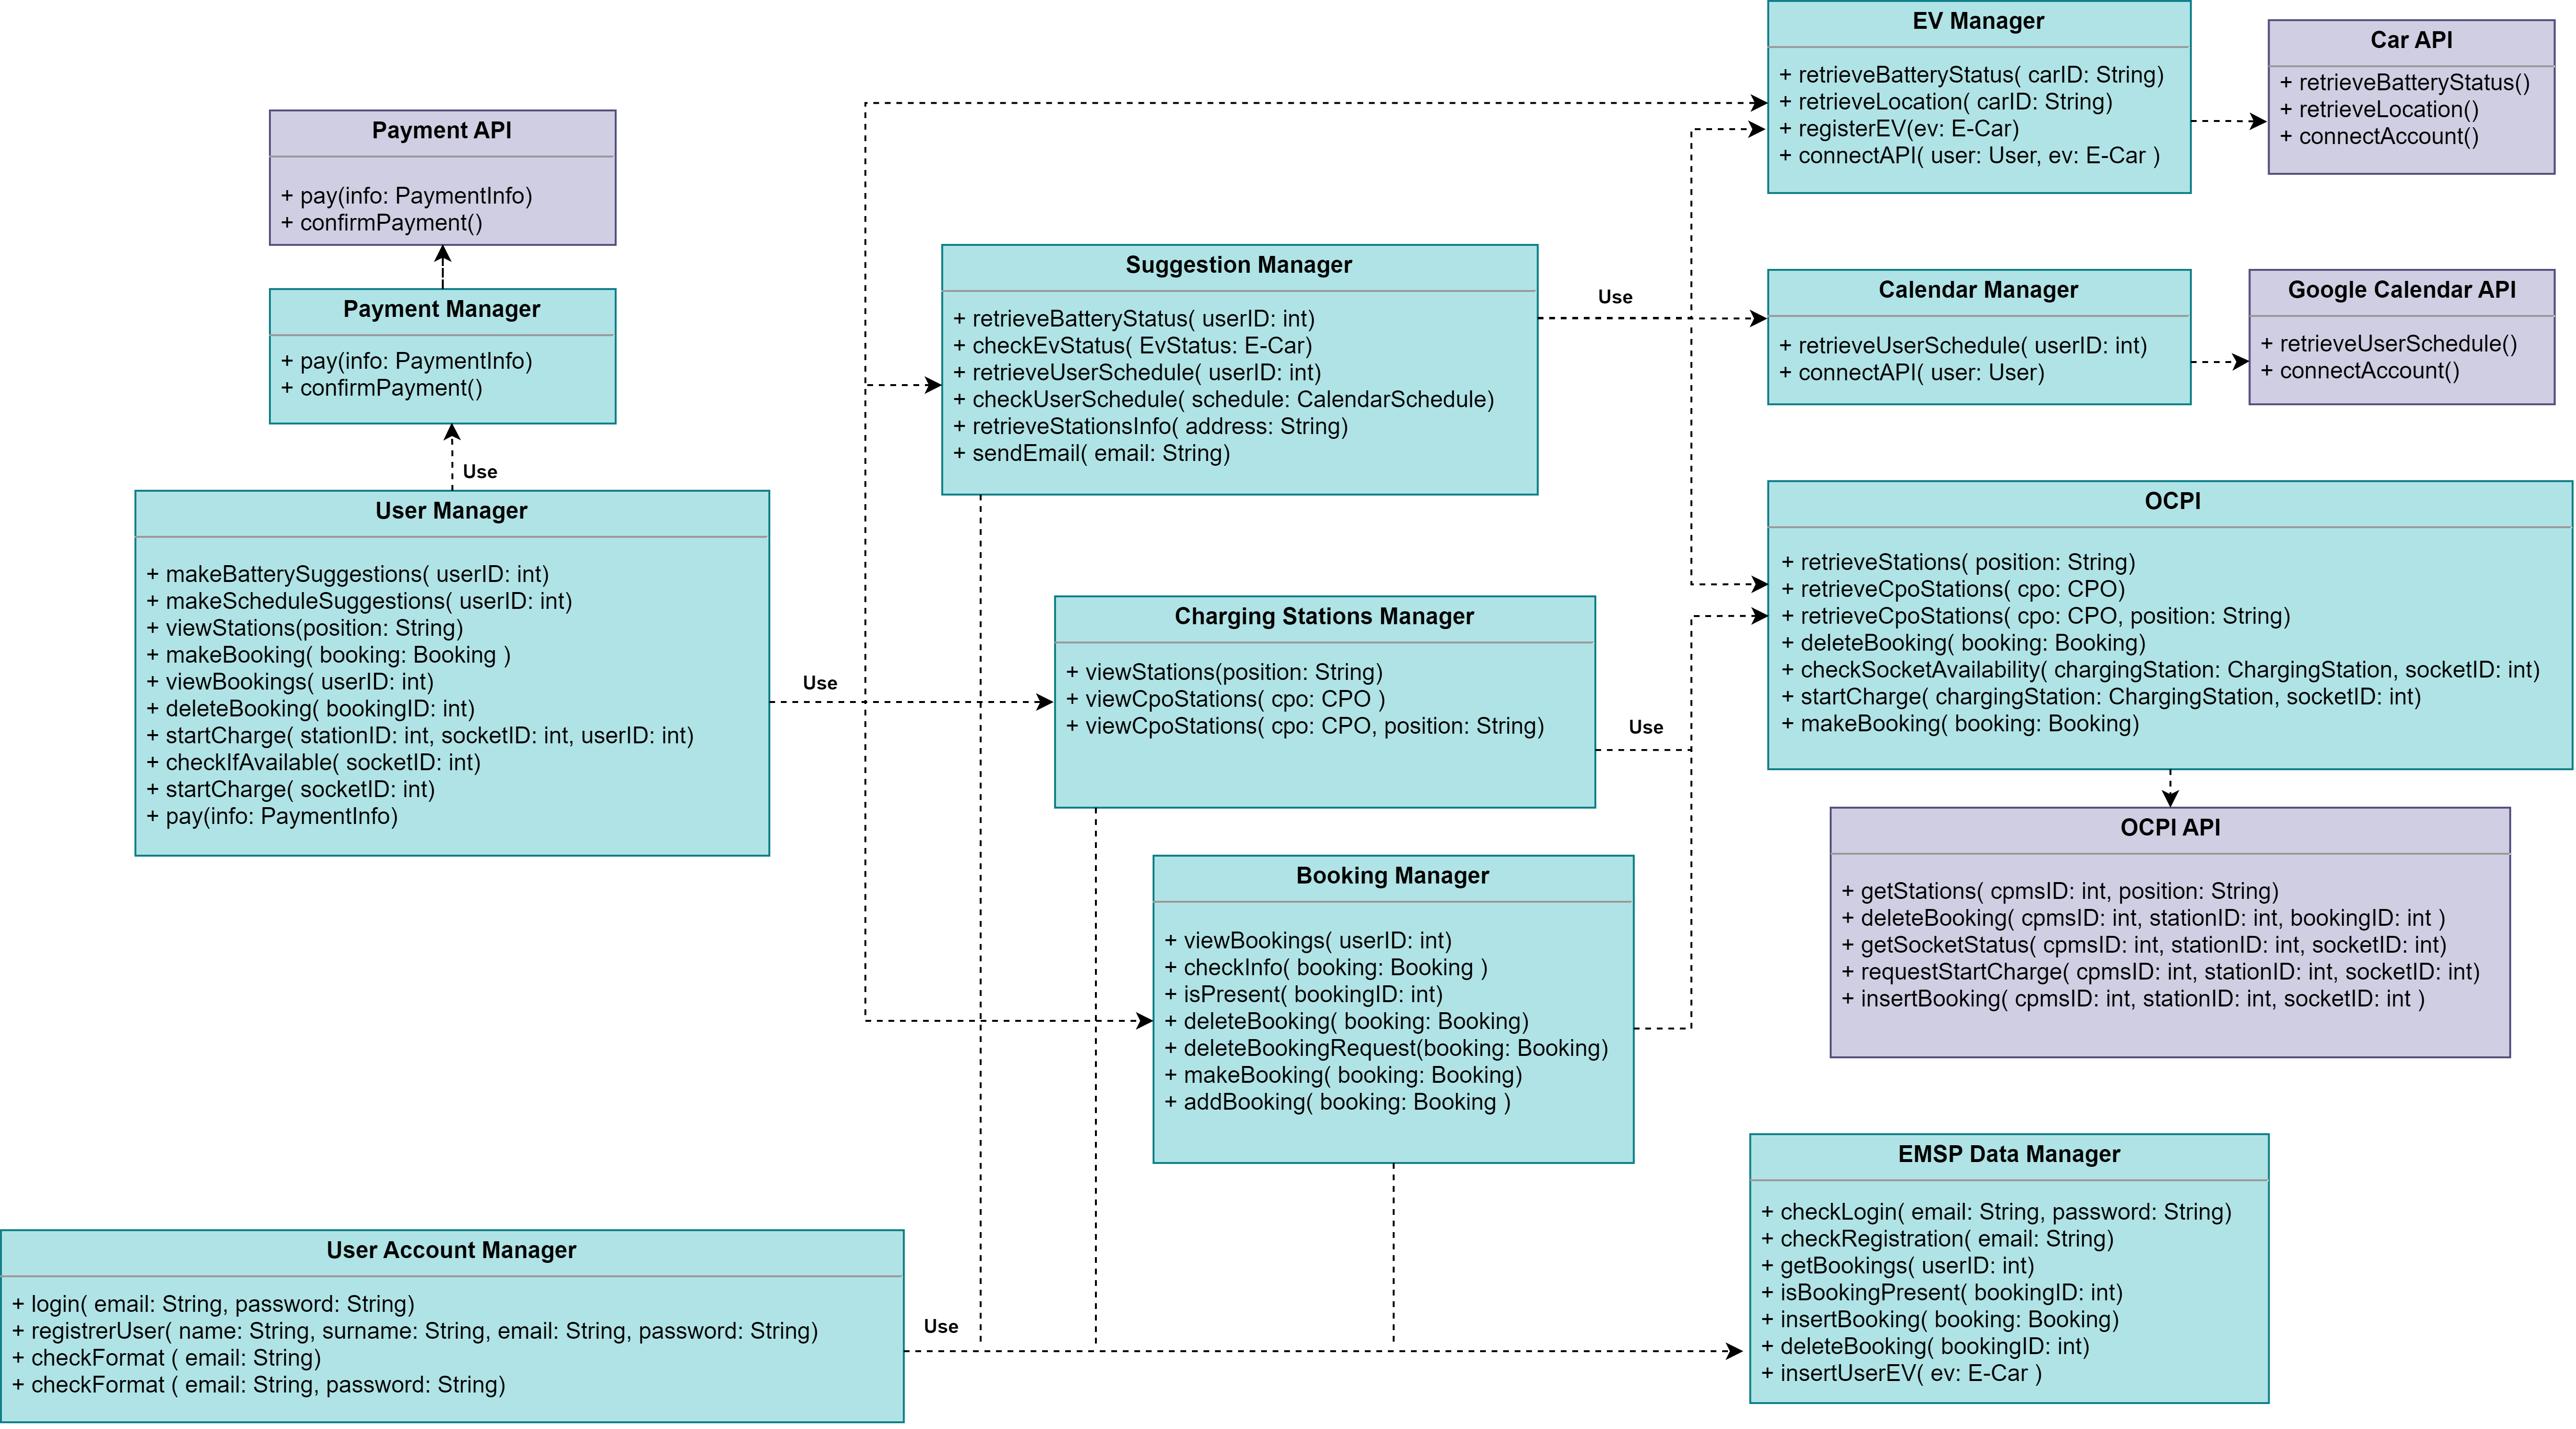 EV Manager
+ retrieveBatteryStatus( carID: String)
+ retrieveLocation( carID: String)
+ registerEV(ev: E-Car)
+ connectAPI( user: User, ev: E-Car )
Car API
+ retrieveBatteryStatus()
+ retrieveLocation()
+ connectAccount()
Payment API
+ pay(info: PaymentInfo)
+ confirmPayment()
Payment Manager
+ pay(info: PaymentInfo)
+ confirmPayment()
Use
Suggestion Manager
+ retrieveBatteryStatus( userID: int)
+ checkEvStatus( EvStatus: E-Car)
+ retrieveUserSchedule( userID: int)
+ checkUserSchedule( schedule: CalendarSchedule)
+ retrieveStationsInfo( address: String)
+ sendEmail( email: String)
Use
Calendar Manager
+ retrieveUserSchedule( userID: int)
+ connectAPI( user: User)
Google Calendar API
+ retrieveUserSchedule()
+ connectAccount()
User Manager
+ makeBatterySuggestions( userID: int)
+ makeScheduleSuggestions( userID: int)
+ viewStations(position: String)
+ makeBooking( booking: Booking )
+ viewBookings( userID: int)
+ deleteBooking( bookingID: int)
+ startCharge( stationID: int, socketID: int, userID: int)
+ checkIfAvailable( socketID: int)
+ startCharge( socketID: int)
+ pay(info: PaymentInfo)
Use
Charging Stations Manager
+ viewStations(position: String)
+ viewCpoStations( cpo: CPO )
+ viewCpoStations( cpo: CPO, position: String)
Use
OCPI
+ retrieveStations( position: String)
+ retrieveCpoStations( cpo: CPO)
+ retrieveCpoStations( cpo: CPO, position: String)
+ deleteBooking( booking: Booking)
+ checkSocketAvailability( chargingStation: ChargingStation, socketID: int)
+ startCharge( chargingStation: ChargingStation, socketID: int)
+ makeBooking( booking: Booking)
OCPI API
+ getStations( cpmsID: int, position: String)
+ deleteBooking( cpmsID: int, stationID: int, bookingID: int )
+ getSocketStatus( cpmsID: int, stationID: int, socketID: int)
+ requestStartCharge( cpmsID: int, stationID: int, socketID: int)
+ insertBooking( cpmsID: int, stationID: int, socketID: int )
Booking Manager
+ viewBookings( userID: int)
+ checkInfo( booking: Booking )
+ isPresent( bookingID: int)
+ deleteBooking( booking: Booking)
+ deleteBookingRequest(booking: Booking)
+ makeBooking( booking: Booking)
+ addBooking( booking: Booking )
User Account Manager
+ login( email: String, password: String)
+ registrerUser( name: String, surname: String, email: String, password: String)
+ checkFormat ( email: String)
+ checkFormat ( email: String, password: String)
Use
EMSP Data Manager
+ checkLogin( email: String, password: String)
+ checkRegistration( email: String)
+ getBookings( userID: int)
+ isBookingPresent( bookingID: int)
+ insertBooking( booking: Booking)
+ deleteBooking( bookingID: int)
+ insertUserEV( ev: E-Car )